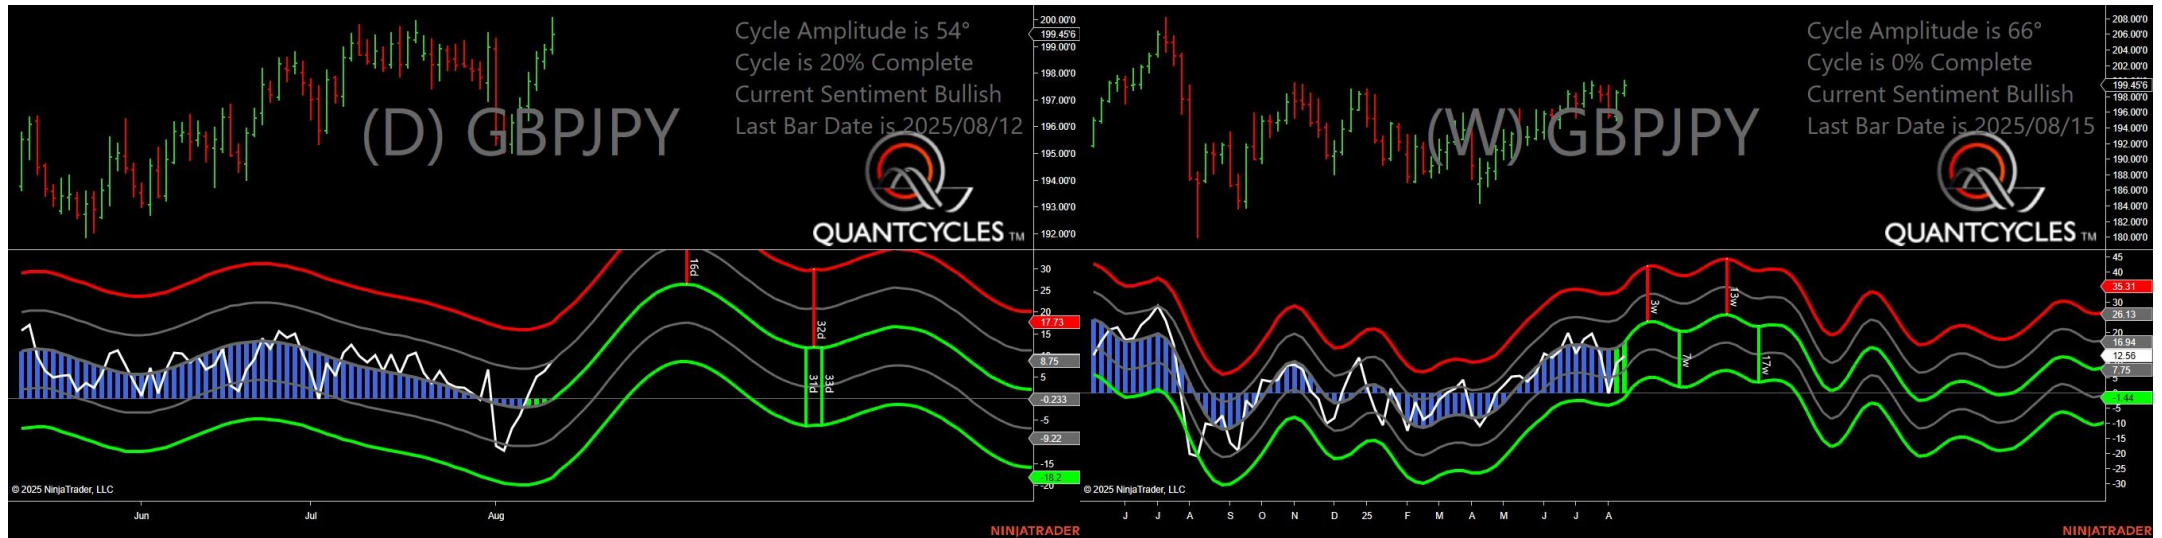 Cycle Amplitude is 54°
Cycle is 20% Complete
Current Sentiment Bullish
Last Bar Date is 2025/08/12
(D) GBPJPY
QUANTCYCLES TM
200.00'0
199.45'6
199.00'0
198.00'0
197.00'0
196.00'0
195.00'0
194.00'0
193.00'0
192.00'0
16d
32d
31d
33d
30
25
20
17.73
15
8.75
5
-0.233
-5
-9.22
-15
-18.2
-20
© 2025 NinjaTrader, LLC
Jun
Jul
Aug
NINJATRADER
Cycle Amplitude is 66°
Cycle is 0% Complete
Current Sentiment Bullish
Last Bar Date is 2025/08/15
(W) GBPJPY
QUANTCYCLES TM
208.00'0
206.00'0
204.00'0
202.00'0
199.45'6
198.00'0
196.00'0
194.00'0
192.00'0
190.00'0
188.00'0
186.00'0
184.00'0
182.00'0
180.00'0
3w
13w
7w
17w
45
40
35.31
30
26.13
20
16.94
12.56
7.75
5
-1.44
-5
-10
-15
-20
-25
-30
© 2025 NinjaTrader, LLC
J
J
A
S
O
N
D
25
F
M
A
M
J
J
A
NINJATRADER